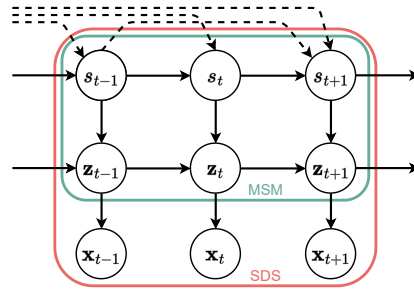 s_{t-1} s_t s_{t+1}
z_{t-1} z_t z_{t+1}
MSM
x_{t-1} x_t x_{t+1}
SDS